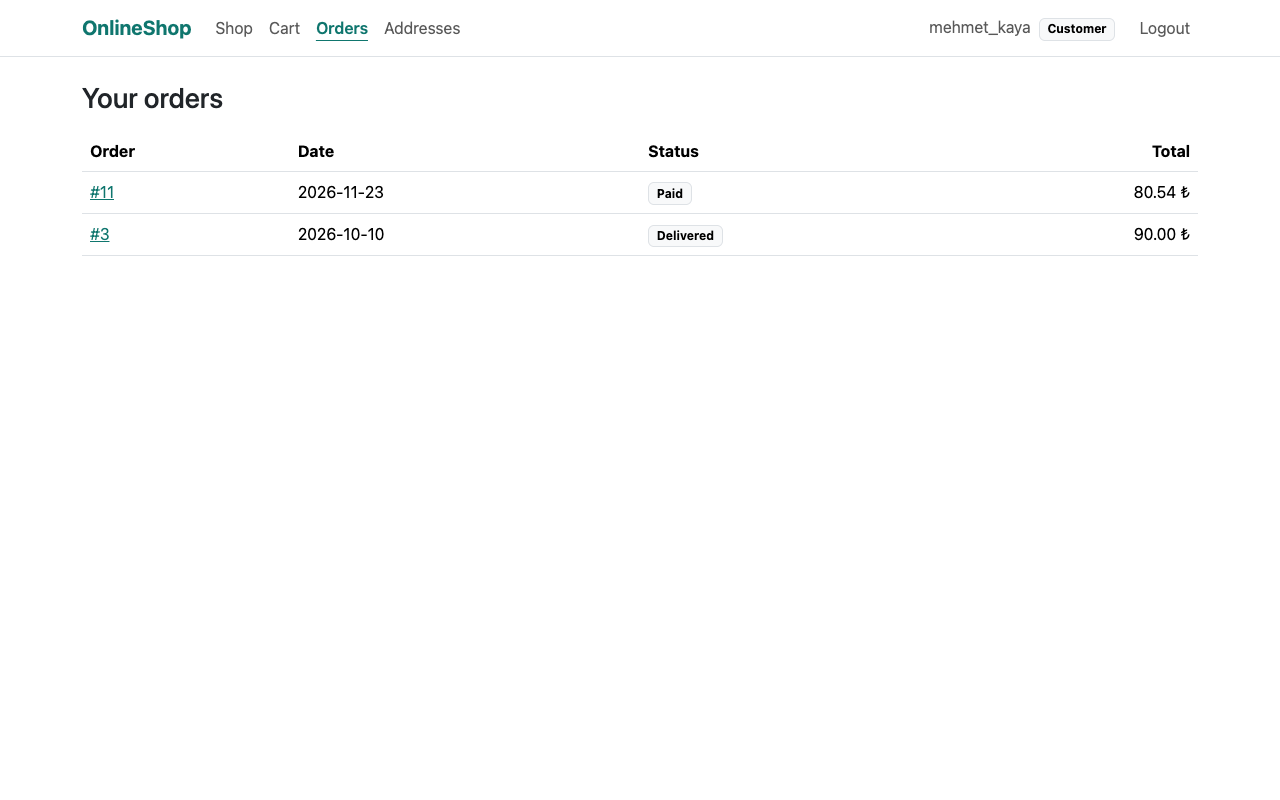 OnlineShop Shop Cart Orders Addresses mehmet_kaya Customer Logout
Your orders
Order Date Status Total
#11 2026-11-23 Paid 80.54 ₺
#3 2026-10-10 Delivered 90.00 ₺